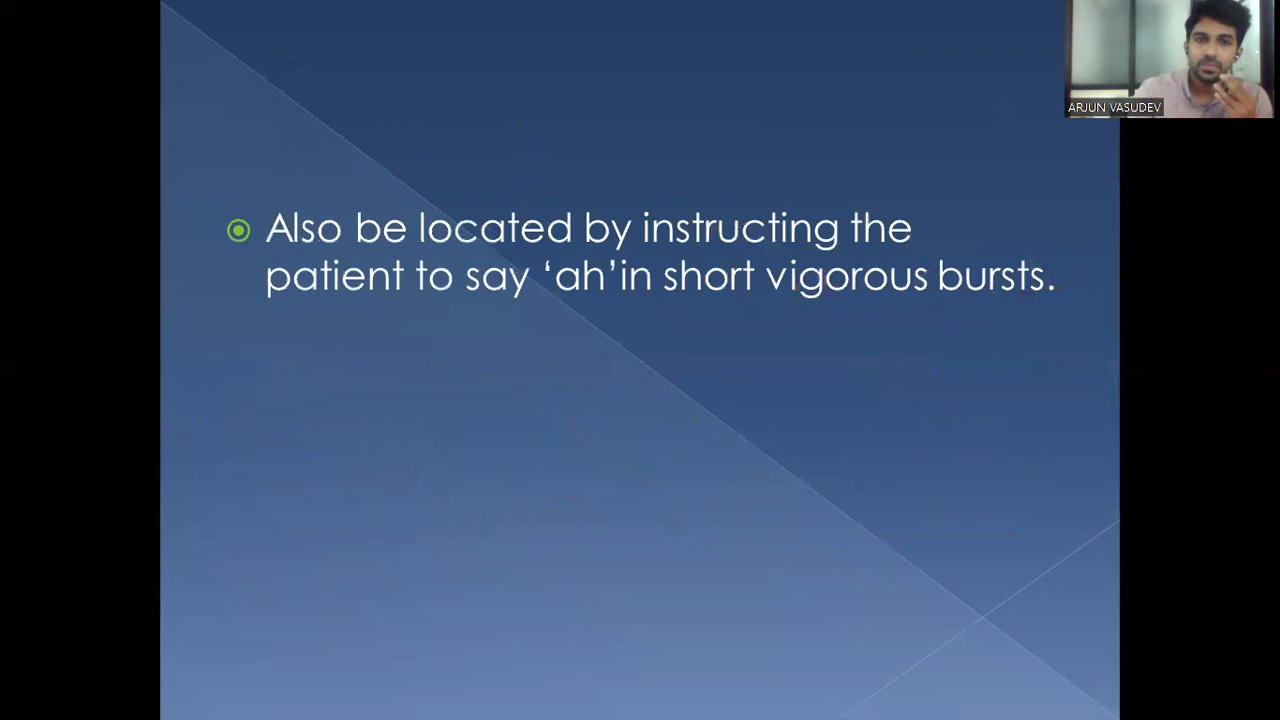 ARJUN VASUDEV
Also be located by instructing the
patient to say ‘ah’in short vigorous bursts.